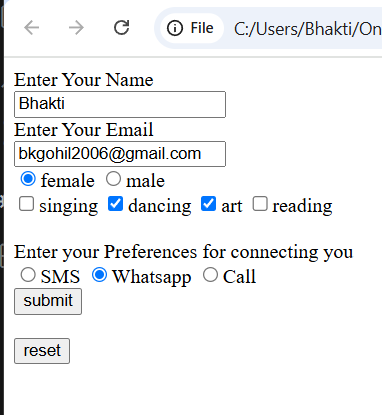 File C:/Users/Bhakti/On
Enter Your Name
Bhakti
Enter Your Email
bkgohil2006@gmail.com
female male
singing dancing art reading
Enter your Preferences for connecting you
SMS Whatsapp Call
submit
reset